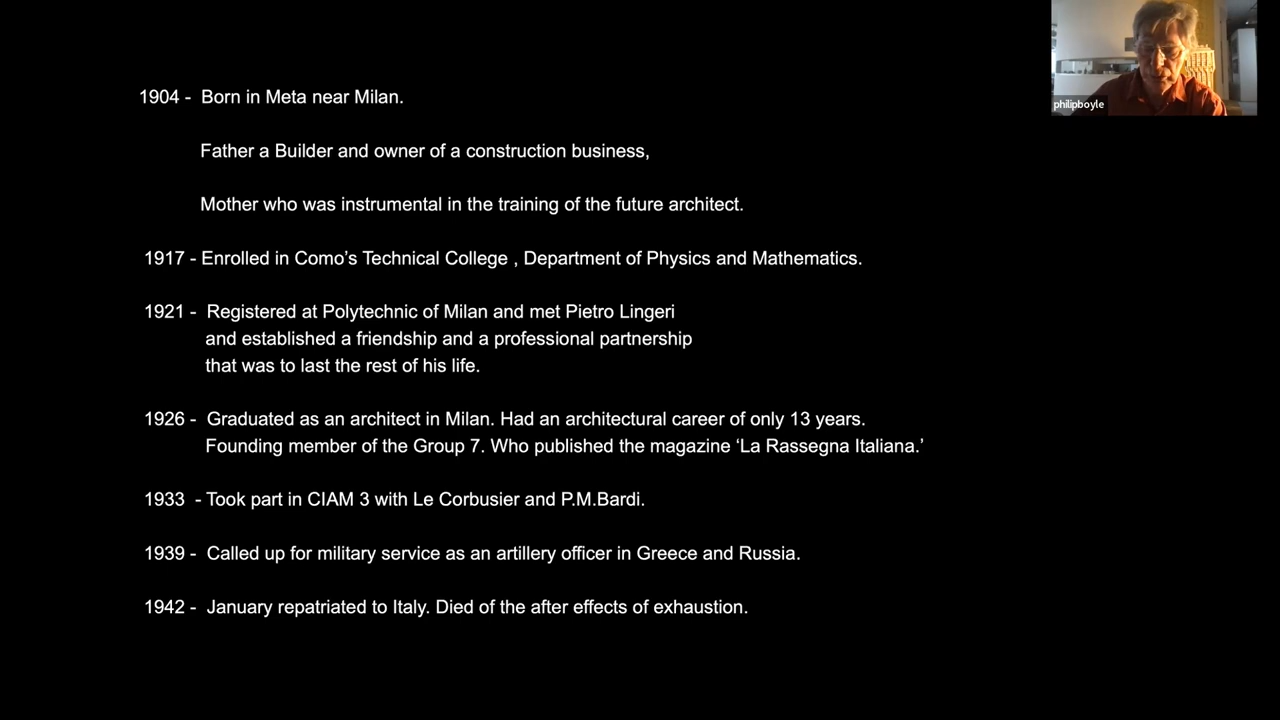 1904 - Born in Meta near Milan.
Father a Builder and owner of a construction business,
Mother who was instrumental in the training of the future architect.
1917 - Enrolled in Como’s Technical College , Department of Physics and Mathematics.
1921 - Registered at Polytechnic of Milan and met Pietro Lingeri
and established a friendship and a professional partnership
that was to last the rest of his life.
1926 - Graduated as an architect in Milan. Had an architectural career of only 13 years.
Founding member of the Group 7. Who published the magazine ‘La Rassegna Italiana.’
1933 - Took part in CIAM 3 with Le Corbusier and P.M.Bardi.
1939 - Called up for military service as an artillery officer in Greece and Russia.
1942 - January repatriated to Italy. Died of the after effects of exhaustion.
philipboyle